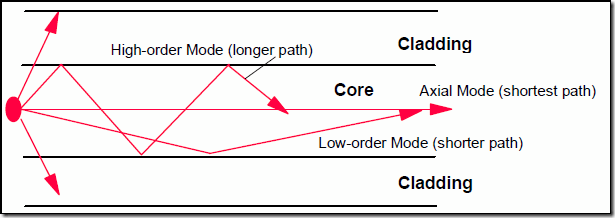 Cladding
High-order Mode (longer path)
Core
Axial Mode (shortest path)
Low-order Mode (shorter path)
Cladding